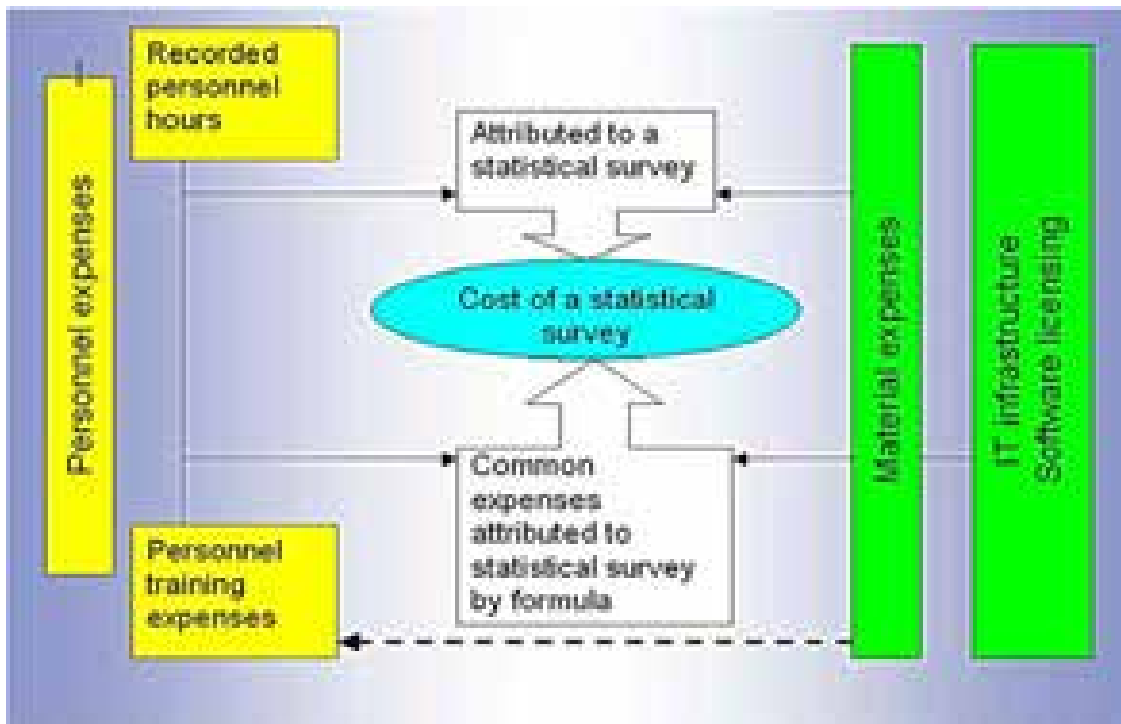 Recorded
personnel
hours
Personnel expenses
Personnel
training
expenses
Attributed to a
statistical survey
Cost of a statistical
survey
Common
expenses
attributed to
statistical survey
by formula
Material expenses
IT infrastructure
Software licensing